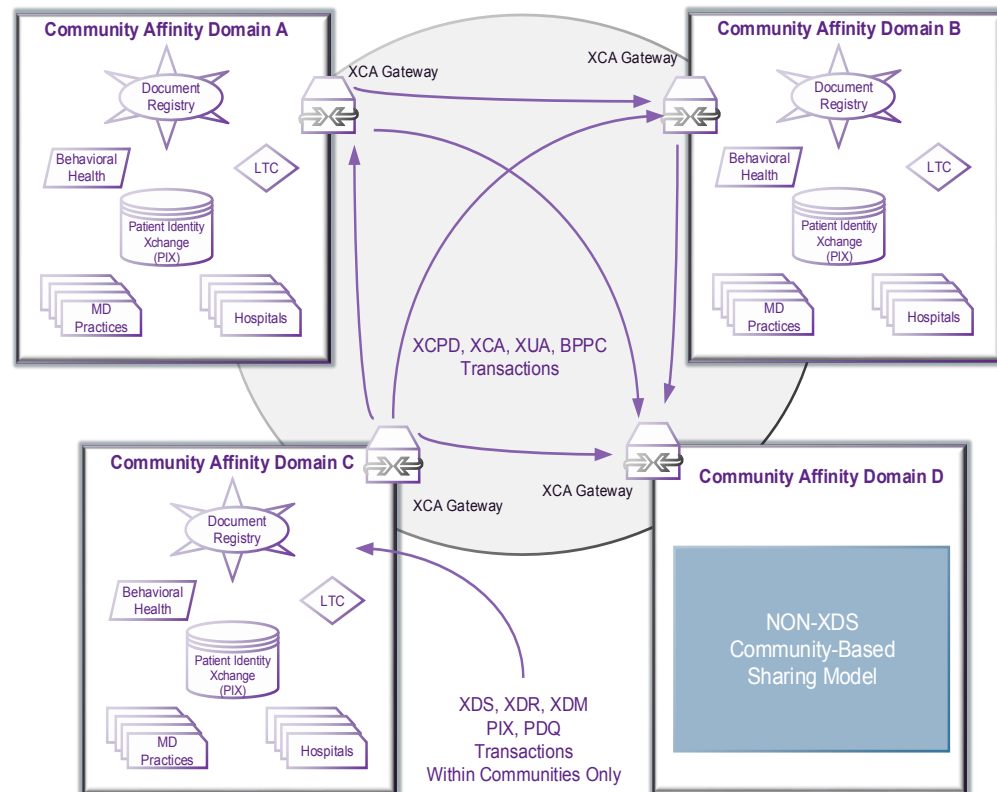 Community Affinity Domain A
XCA Gateway
Document
Registry
Behavioral
Health
LTC
Patient Identity
Xchange
(PIX)
MD
Practices
Hospitals
Community Affinity Domain B
XCA Gateway
Document
Registry
Behavioral
Health
LTC
Patient Identity
Xchange
(PIX)
MD
Practices
Hospitals
XCPD, XCA, XUA, BPPC
Transactions
Community Affinity Domain C
XCA Gateway
Document
Registry
Behavioral
Health
LTC
Patient Identity
Xchange
(PIX)
MD
Practices
Hospitals
XDS, XDR, XDM
PIX, PDQ
Transactions
Within Communities Only
XCA Gateway
Community Affinity Domain D
NON-XDS
Community-Based
Sharing Model